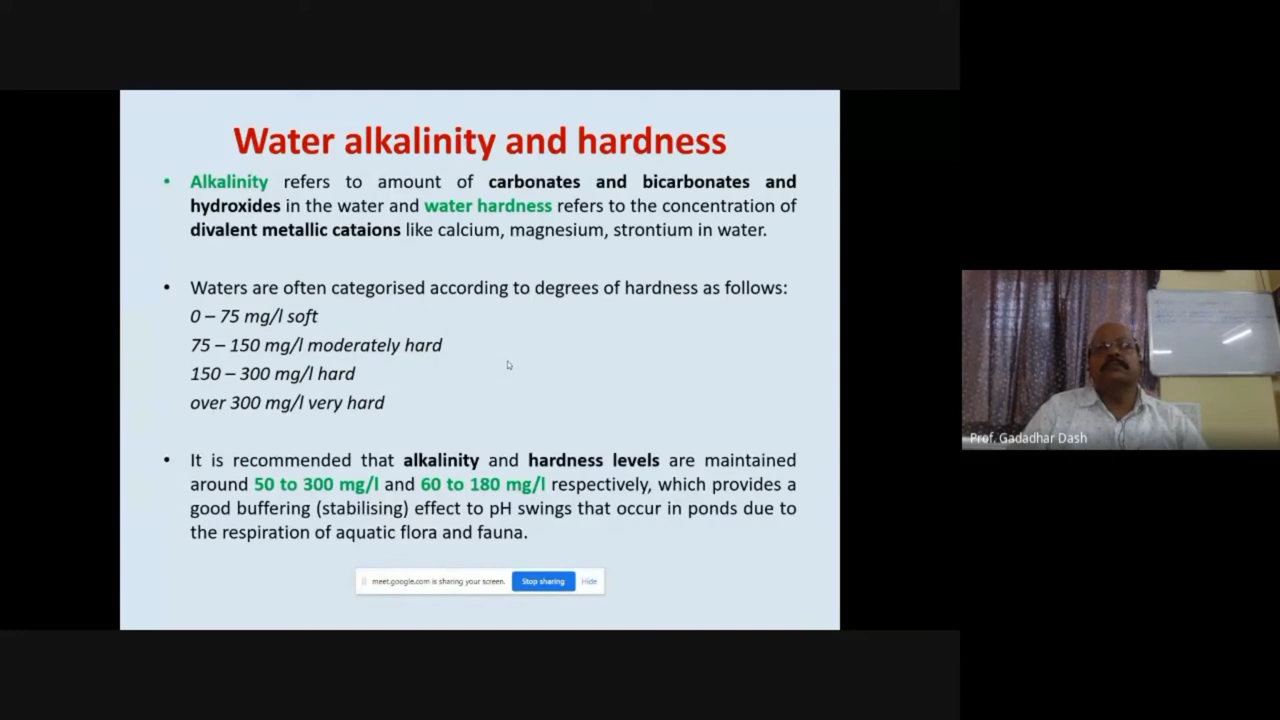 Water alkalinity and hardness
• Alkalinity refers to amount of carbonates and bicarbonates and
hydroxides in the water and water hardness refers to the concentration of
divalent metallic cataions like calcium, magnesium, strontium in water.
• Waters are often categorised according to degrees of hardness as follows:
0 – 75 mg/l soft
75 – 150 mg/l moderately hard
150 – 300 mg/l hard
over 300 mg/l very hard
• It is recommended that alkalinity and hardness levels are maintained
around 50 to 300 mg/l and 60 to 180 mg/l respectively, which provides a
good buffering (stabilising) effect to pH swings that occur in ponds due to
the respiration of aquatic flora and fauna.
meet.google.com is sharing your screen. Stop sharing Hide
Prof. Gadadhar Dash